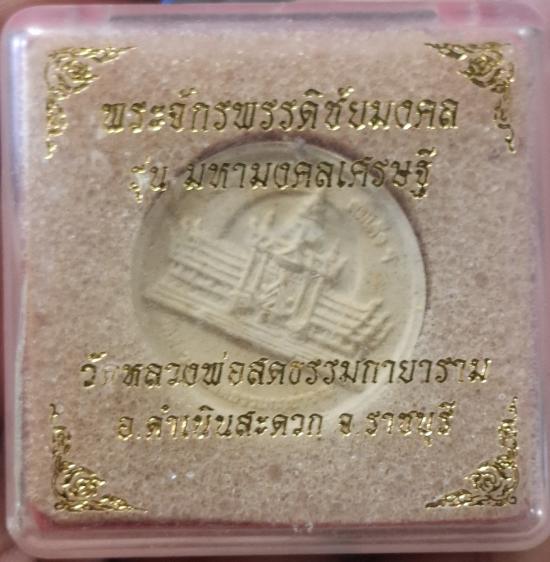 พระจักรพรรดิชัยมงคล
รุ่น มหามงคลเศรษฐี
วัดหลวงพ่อสดธรรมกายาราม
อ.ดำเนินสะดวก จ.ราชบุรี